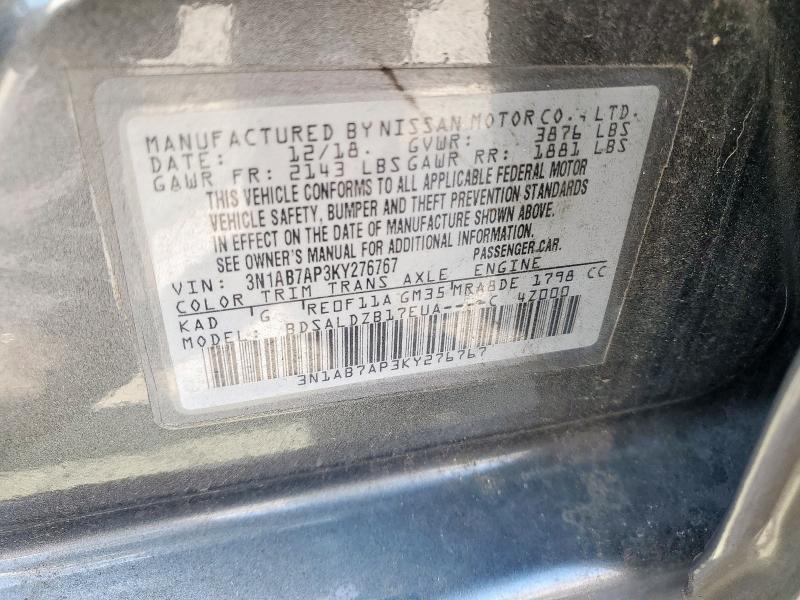 MANUFACTURED BY NISSAN MOTOR CO., LTD.
DATE: 12/18. GVWR: 3876 LBS
GAWR FR: 2143 LBS GAWR RR: 1881 LBS
THIS VEHICLE CONFORMS TO ALL APPLICABLE FEDERAL MOTOR
VEHICLE SAFETY, BUMPER AND THEFT PREVENTION STANDARDS
IN EFFECT ON THE DATE OF MANUFACTURE SHOWN ABOVE.
SEE OWNER'S MANUAL FOR ADDITIONAL INFORMATION.
VIN: 3N1AB7AP3KY276767 PASSENGER CAR.
COLOR TRIM TRANS AXLE ENGINE
KAD G RE0F11A GM35 MRA8DE 1798 CC
MODEL: BDSALDZB17EUA----C 4Z000
3N1AB7AP3KY276767